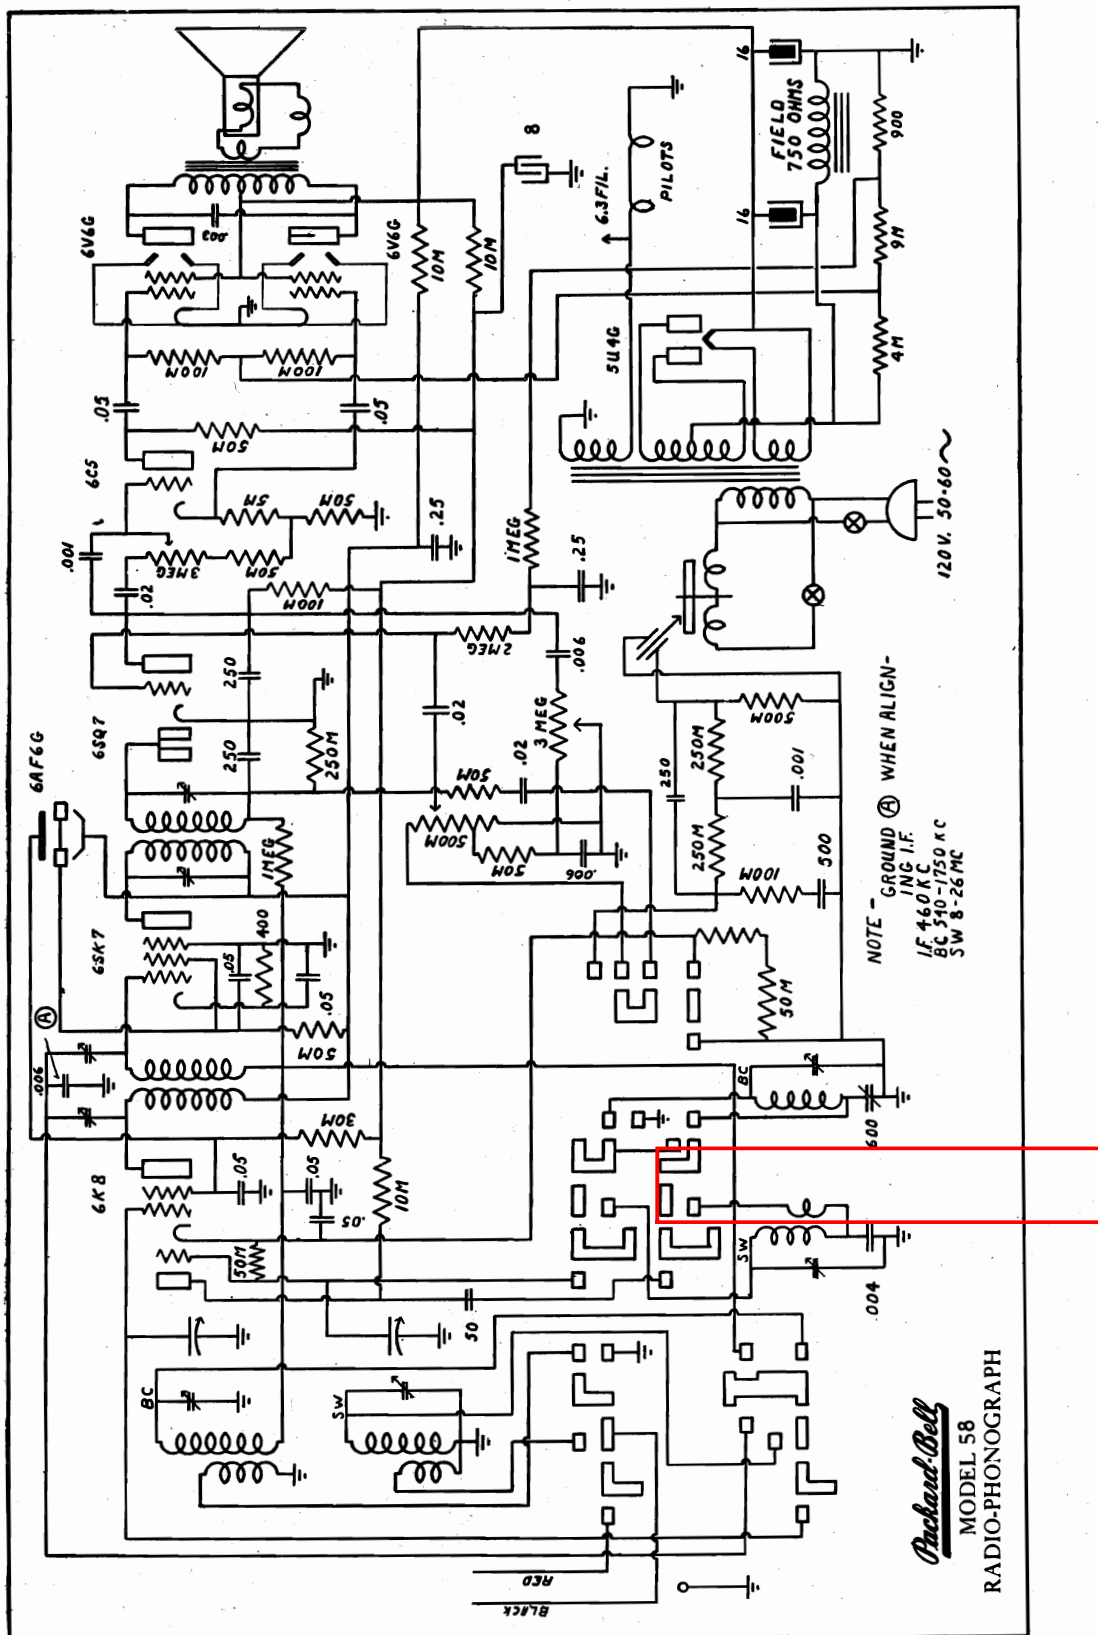 BLACK
RED
BC
SW
50
6K8
50M
.05
.05
.05
10M
30M
.006
A
50M
.05
.05
400
6SK7
6AF6G
1MEG
6SQ7
250
250
250M
100M
.02
.001
3MEG
50M
5M
50M
6C5
.25
.05
50M
.05
100M
100M
6V6G
6V6G
.003
10M
10M
8
6.3 FIL.
PILOTS
16
FIELD
750 OHMS
16
900
9M
4M
5U4G
1MEG
.25
2MEG
.006
.02
3 MEG
.02
50M
500M
50M
.006
120V. 50-60~
500M
250M
250
.001
250M
100M
500
50M
BC
600
SW
.004
NOTE -
GROUND A WHEN ALIGN-
ING I.F.
I.F 460 KC
BC 540-1750 KC
SW 8-26 MC
Packard-Bell
MODEL 58
RADIO-PHONOGRAPH